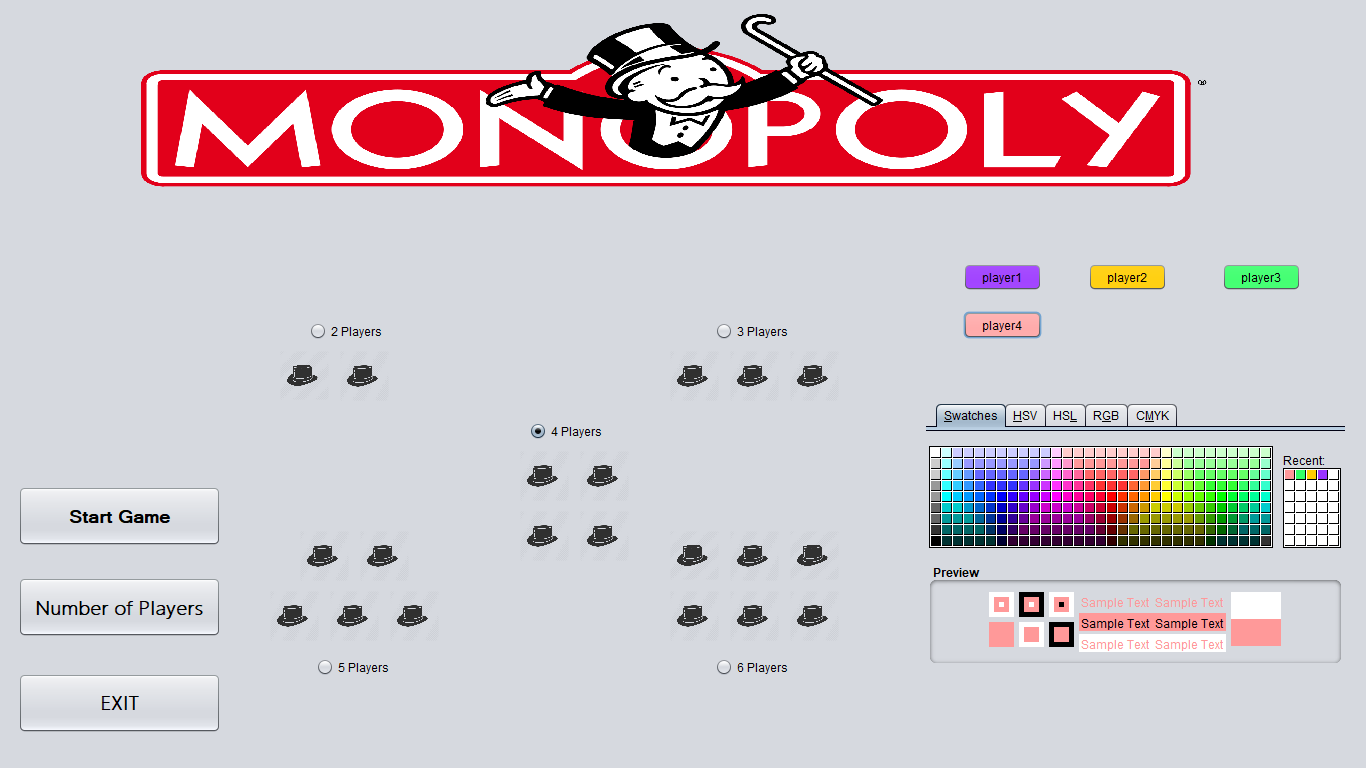 MONOPOLY
player1 player2 player3
player4
2 Players 3 Players
4 Players
Swatches HSV HSL RGB CMYK
Recent:
Start Game
Number of Players
EXIT
5 Players 6 Players
Preview
Sample Text Sample Text
Sample Text Sample Text
Sample Text Sample Text